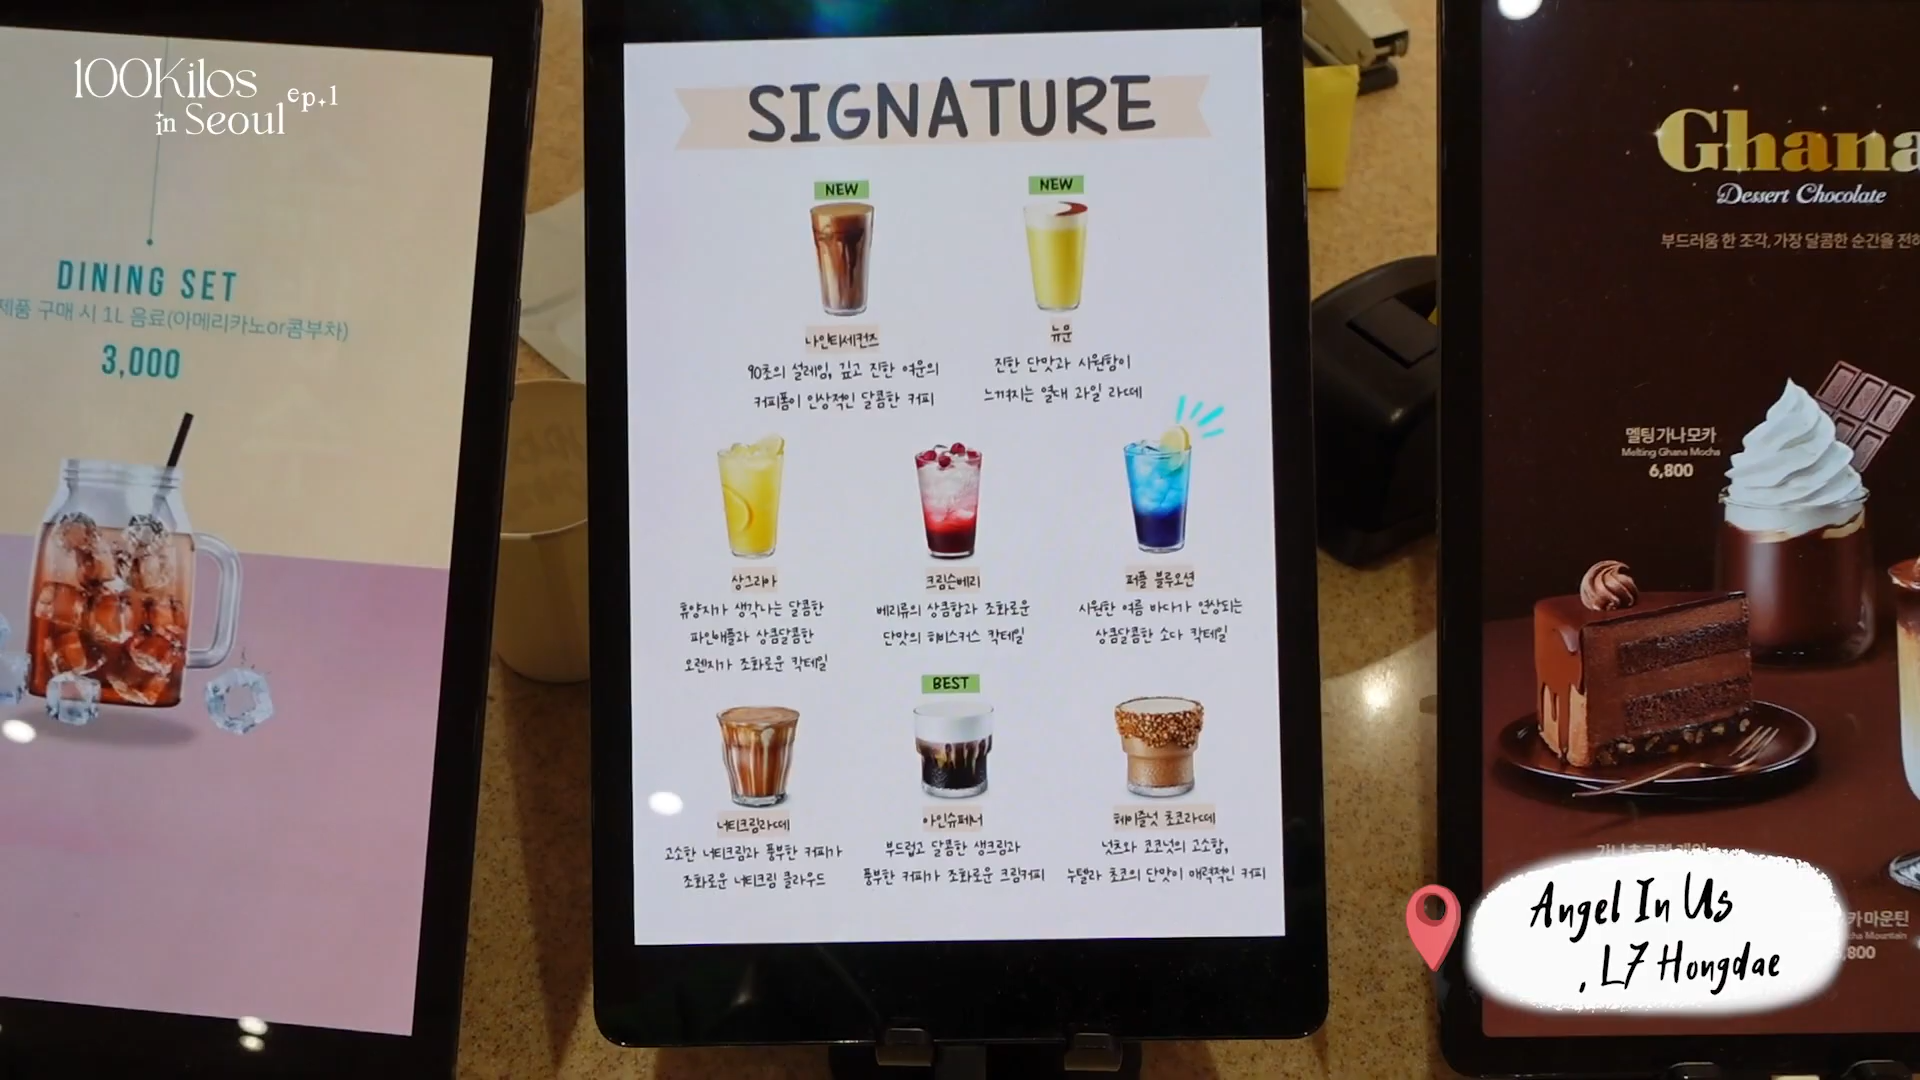 100Kilos
in Seoul ep.1
DINING SET
제품 구매 시 1L 음료(아메리카노or콤부차)
3,000
SIGNATURE
NEW
나인티세컨즈
90초의 설레임, 깊고 진한 여운의
커피폼이 인상적인 달콤한 커피
NEW
뉴문
진한 단맛과 시원함이
느껴지는 열대 과일 라떼
상그리아
휴양지가 생각나는 달콤한
파인애플과 상큼달콤한
오렌지가 조화로운 칵테일
크림슨베리
베리류의 상큼함과 조화로운
단맛의 히비스커스 칵테일
퍼플 블루오션
시원한 여름 바다가 연상되는
상큼달콤한 소다 칵테일
너티크림라떼
고소한 너티크림과 풍부한 커피가
조화로운 너티크림 클라우드
BEST
아인슈페너
부드럽고 달콤한 생크림과
풍부한 커피가 조화로운 크림커피
헤이즐넛 초코라떼
넛츠와 코코넛의 고소함,
누텔라 초코의 단맛이 매력적인 커피
Ghana
Dessert Chocolate
부드러움 한 조각, 가장 달콤한 순간을 전하
멜팅 가나 모카
Melting Ghana Mocha
6,800
카 마운틴
Angel In Us
, L7 Hongdae